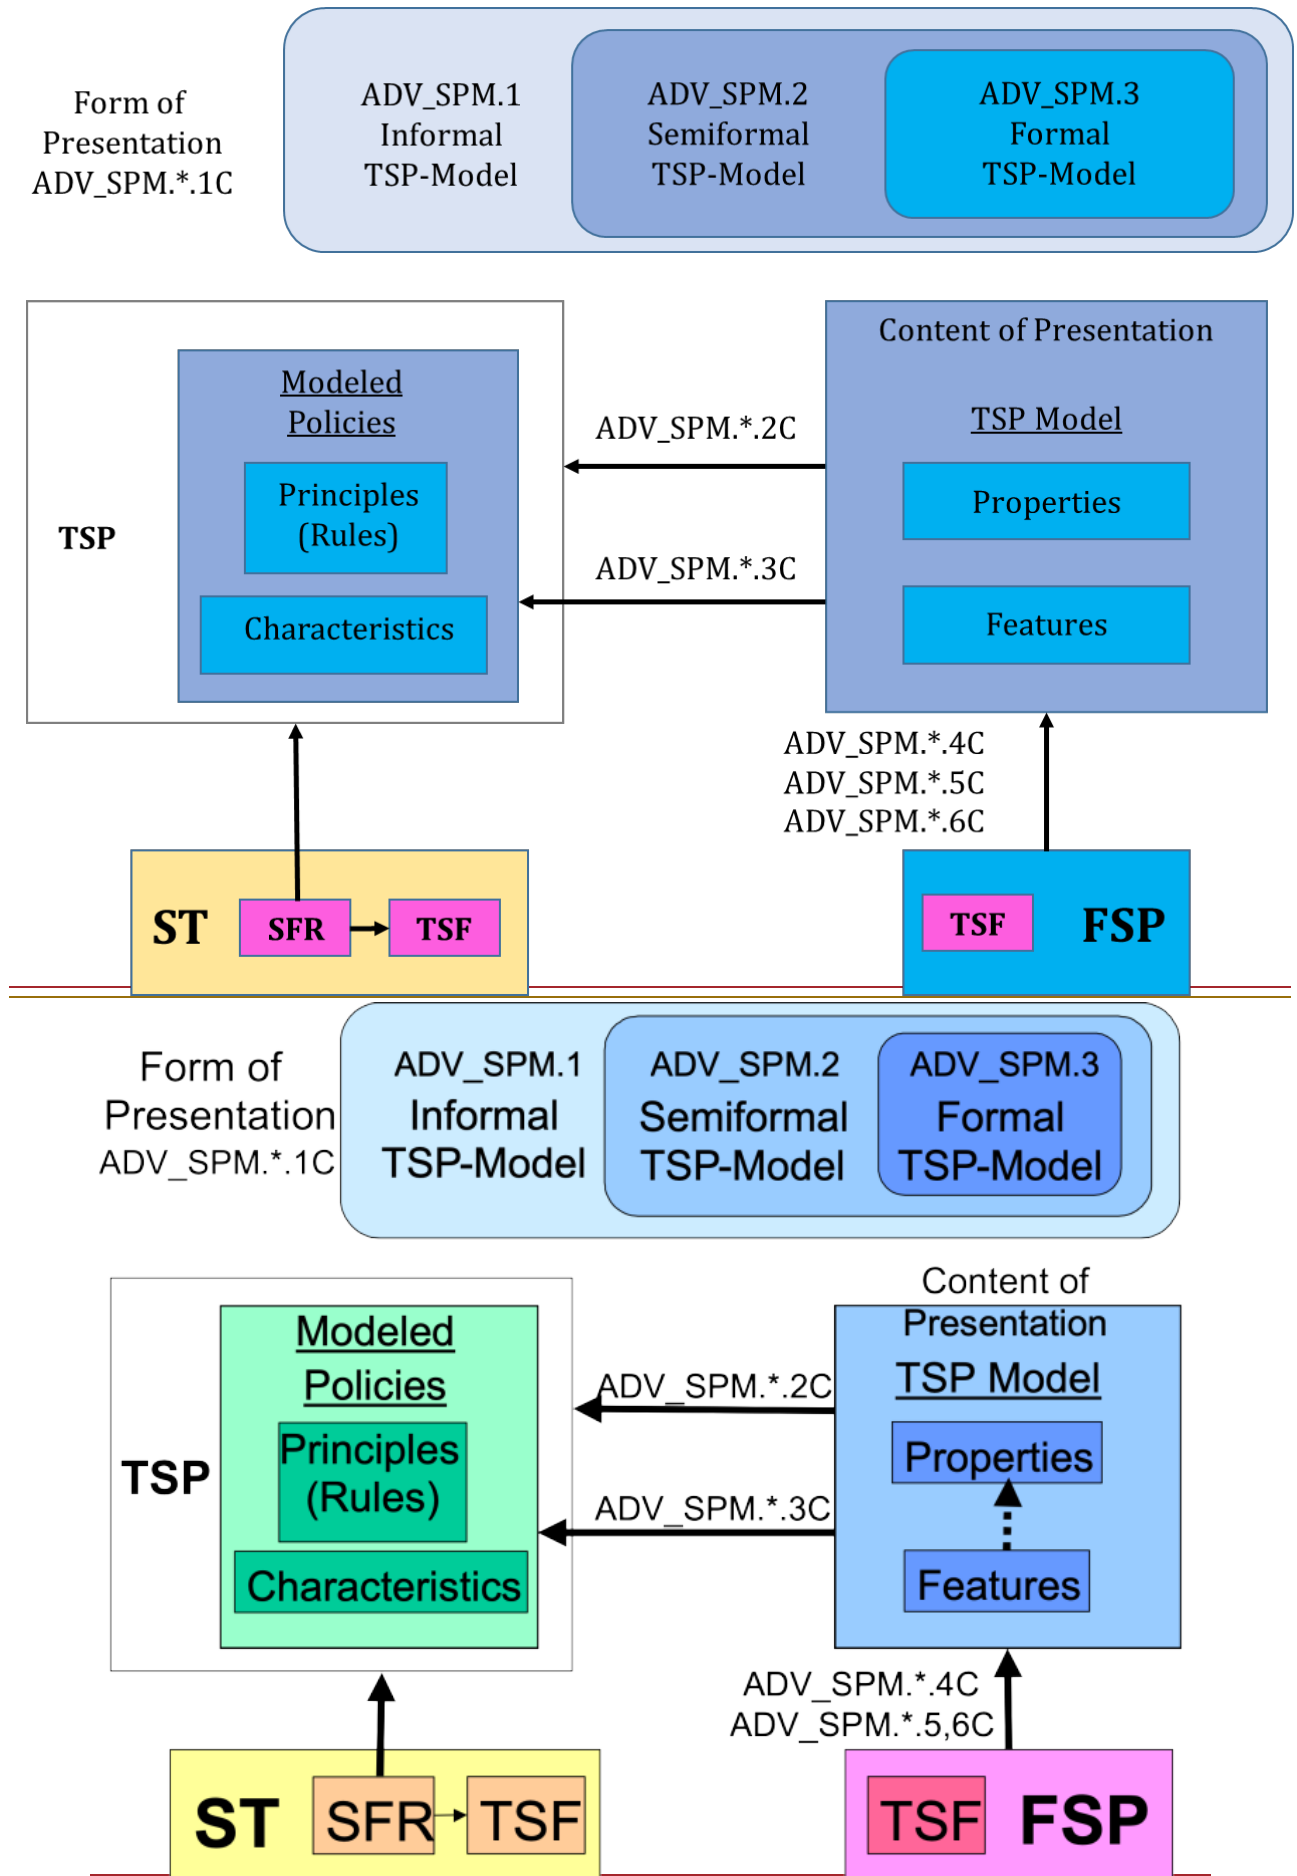 Form of
Presentation
ADV_SPM.*.1C
ADV_SPM.1
Informal
TSP-Model
ADV_SPM.2
Semiformal
TSP-Model
ADV_SPM.3
Formal
TSP-Model
TSP
Modeled
Policies
Principles
(Rules)
Characteristics
ADV_SPM.*.2C
ADV_SPM.*.3C
Content of Presentation
TSP Model
Properties
Features
ADV_SPM.*.4C
ADV_SPM.*.5C
ADV_SPM.*.6C
ST
SFR
TSF
TSF
FSP
Form of
Presentation
ADV_SPM.*.1C
ADV_SPM.1
Informal
TSP-Model
ADV_SPM.2
Semiformal
TSP-Model
ADV_SPM.3
Formal
TSP-Model
TSP
Modeled
Policies
Principles
(Rules)
Characteristics
ADV_SPM.*.2C
ADV_SPM.*.3C
Content of
Presentation
TSP Model
Properties
Features
ADV_SPM.*.4C
ADV_SPM.*.5,6C
ST
SFR
TSF
TSF
FSP